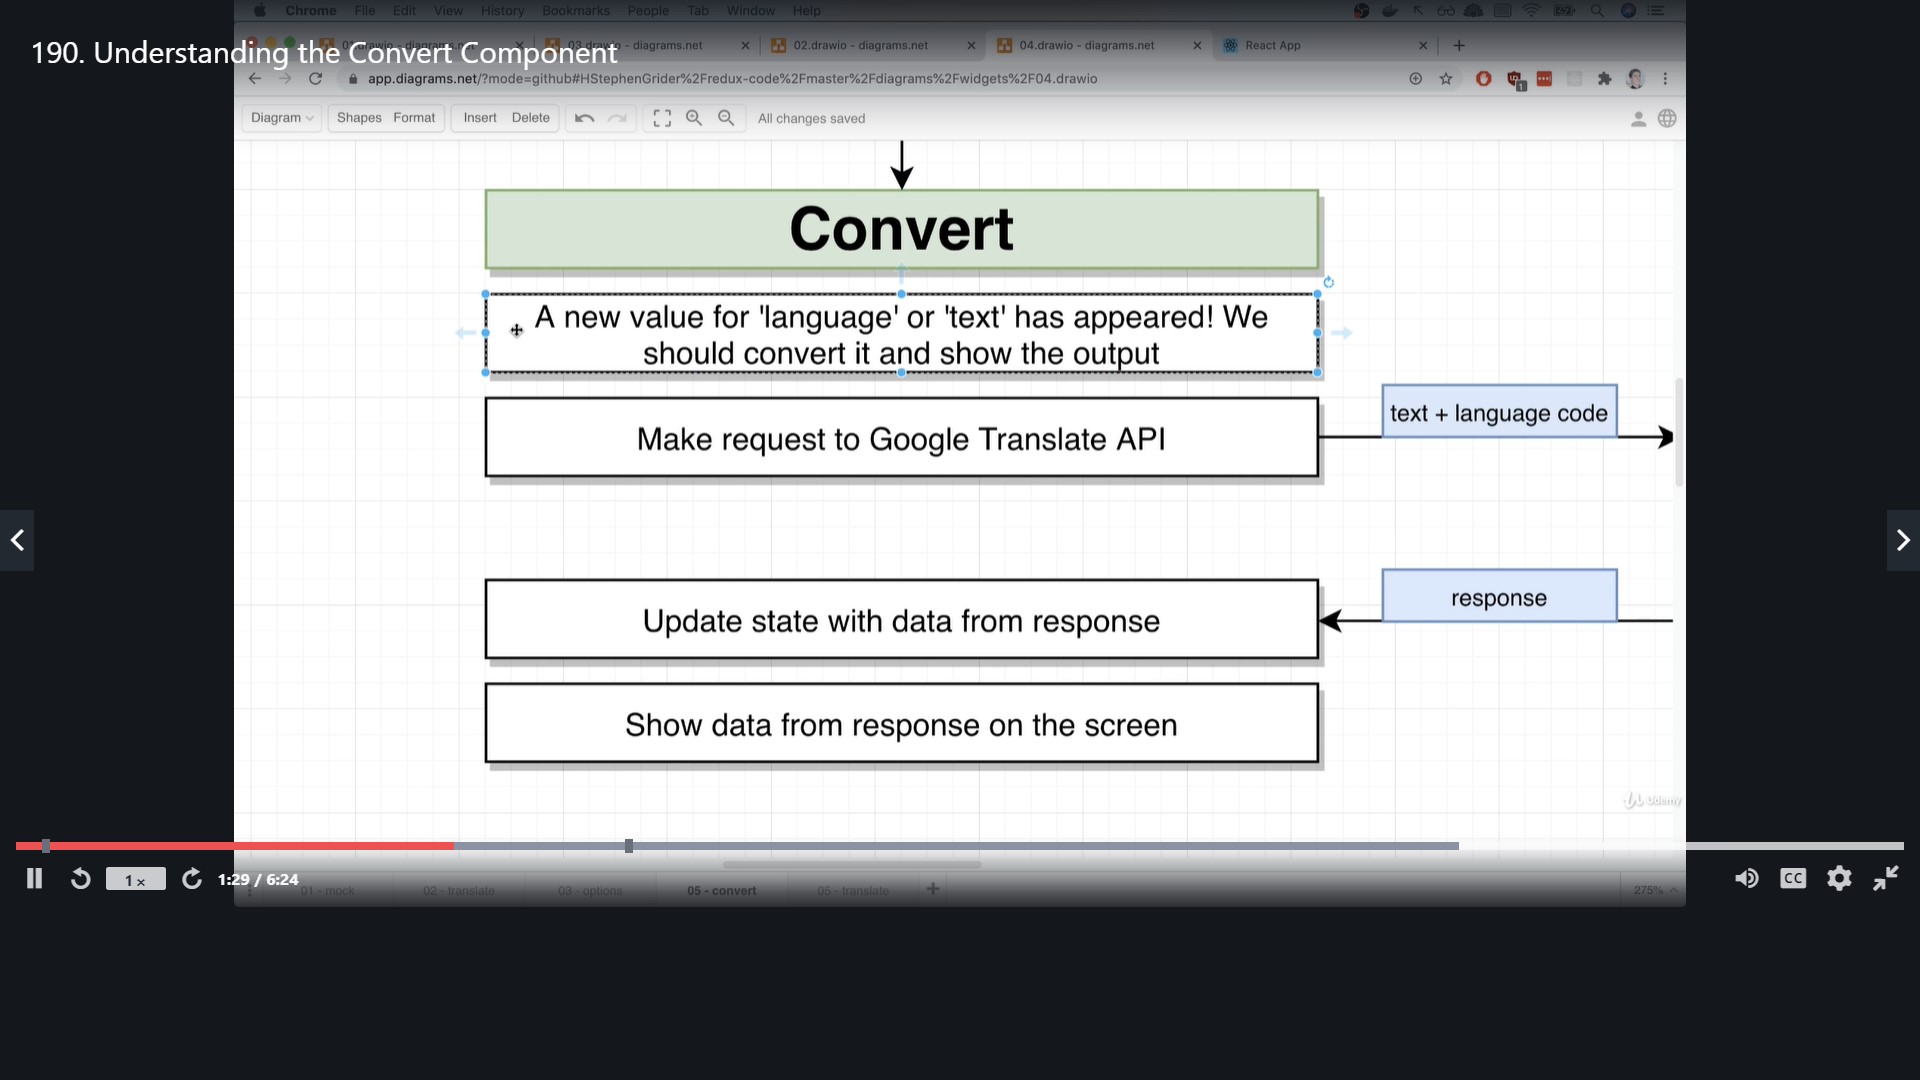 Chrome File Edit View History Bookmarks People Tab Window Help
190. Understanding the Convert Component
03.drawio - diagrams.net
02.drawio - diagrams.net
04.drawio - diagrams.net
React App
app.diagrams.net/?mode=github#HStephenGrider%2Fredux-code%2Fmaster%2Fdiagrams%2Fwidgets%2F04.drawio
Diagram Shapes Format Insert Delete All changes saved
Convert
A new value for 'language' or 'text' has appeared! We
should convert it and show the output
text + language code
Make request to Google Translate API
response
Update state with data from response
Show data from response on the screen
Udemy
1 x
1:29 / 6:24
CC
01 - mock
02 - translate
03 - options
05 - convert
05 - translate
275%